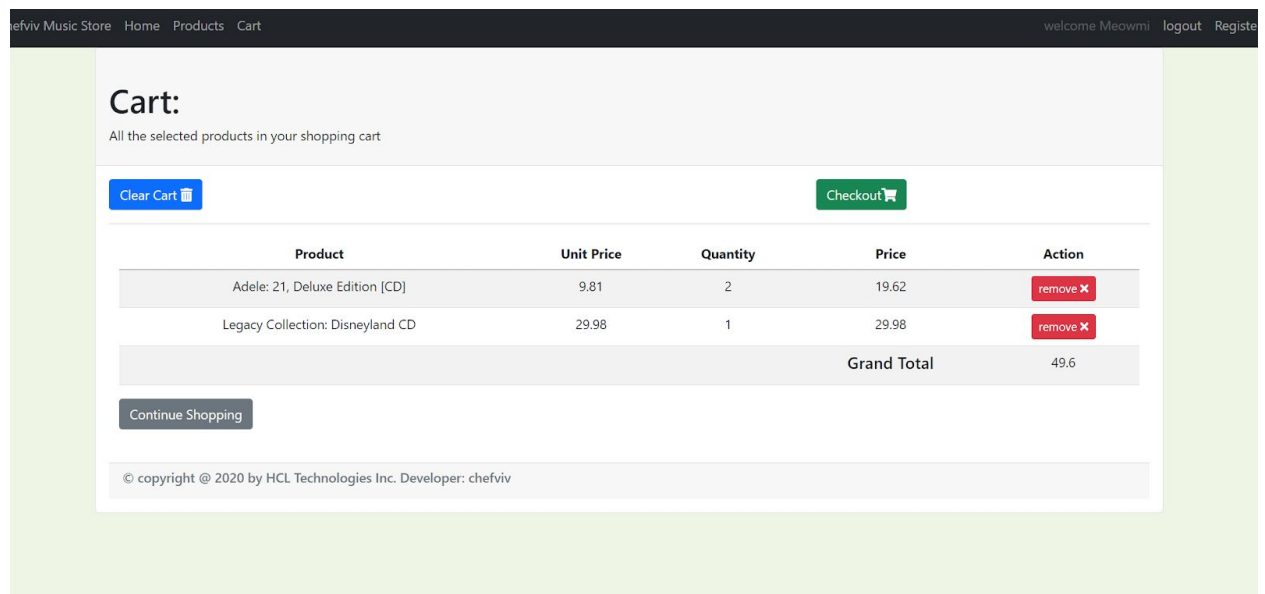 efviv Music Store Home Products Cart welcome Meowmi logout Registe
Cart:
All the selected products in your shopping cart
Clear Cart Checkout
Product Unit Price Quantity Price Action
Adele: 21, Deluxe Edition [CD] 9.81 2 19.62 remove
Legacy Collection: Disneyland CD 29.98 1 29.98 remove
Grand Total 49.6
Continue Shopping
© copyright @ 2020 by HCL Technologies Inc. Developer: chefviv